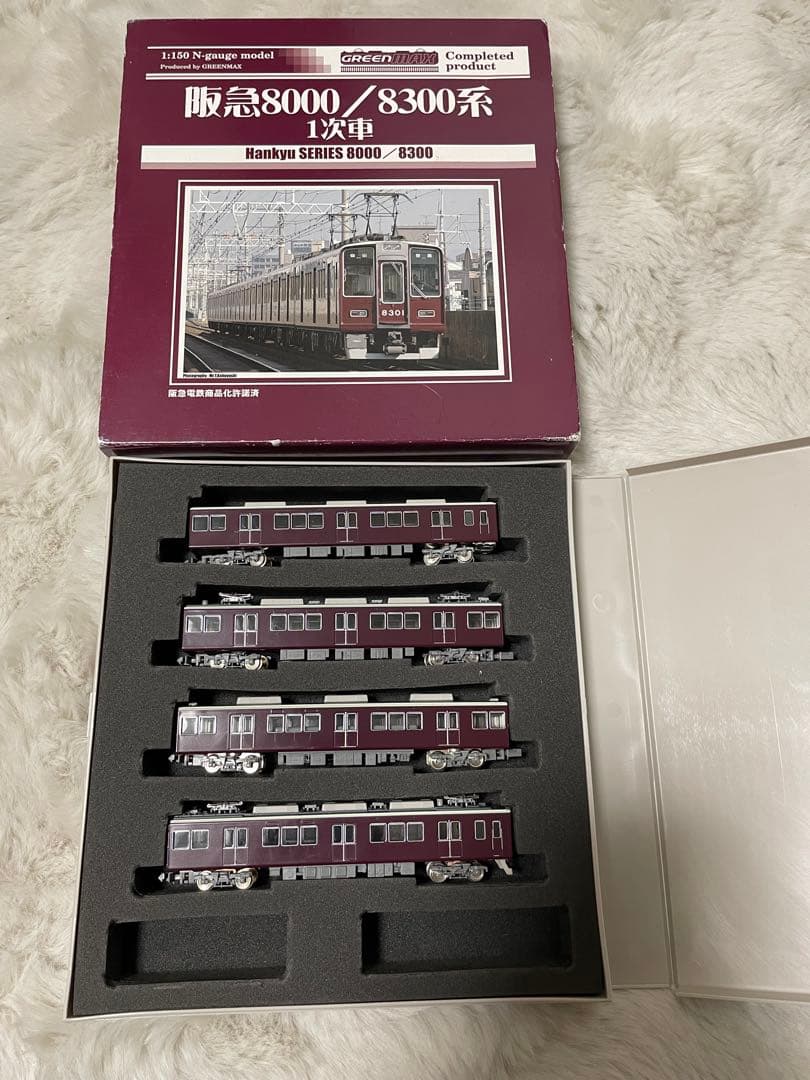 1:150 N-gauge model
Produced by GREENMAX
GREENMAX
Completed
product
阪急8000／8300系
1次車
Hankyu SERIES 8000／8300
8301
阪急電鉄商品化許諾済